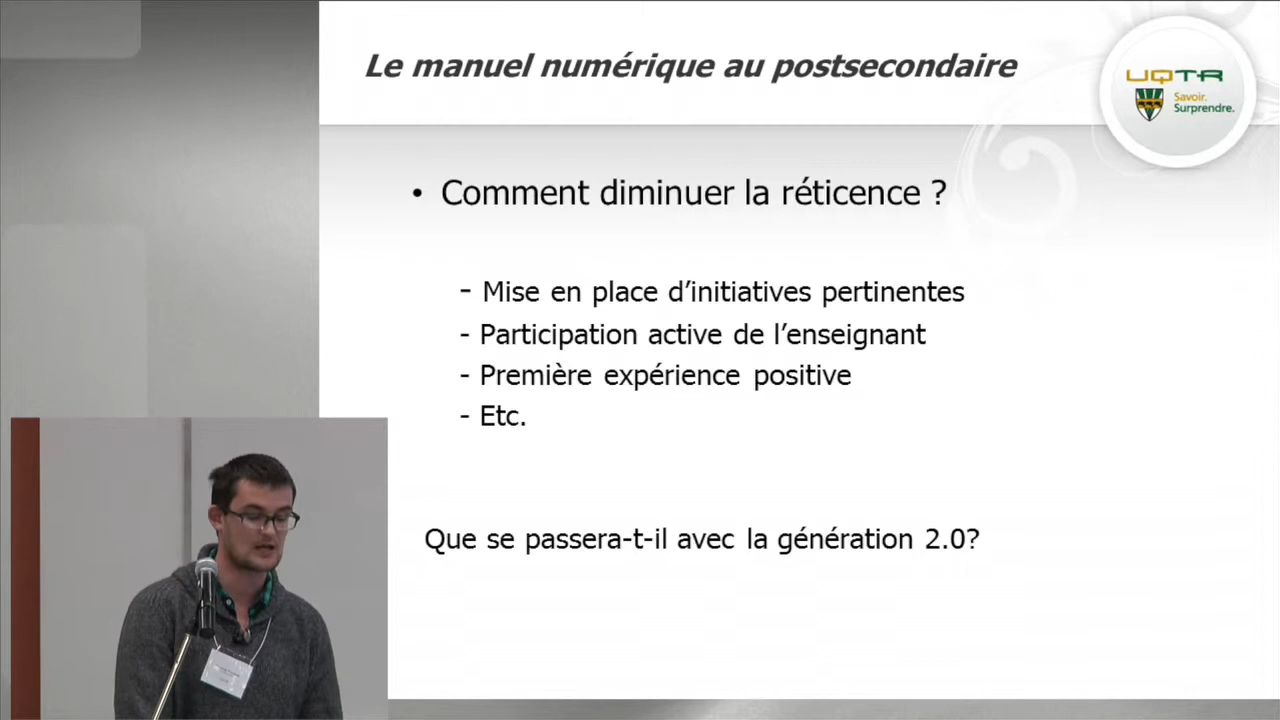 Le manuel numérique au postsecondaire
UQTR
Savoir.
Surprendre.
• Comment diminuer la réticence ?
- Mise en place d’initiatives pertinentes
- Participation active de l’enseignant
- Première expérience positive
- Etc.
Que se passera-t-il avec la génération 2.0?